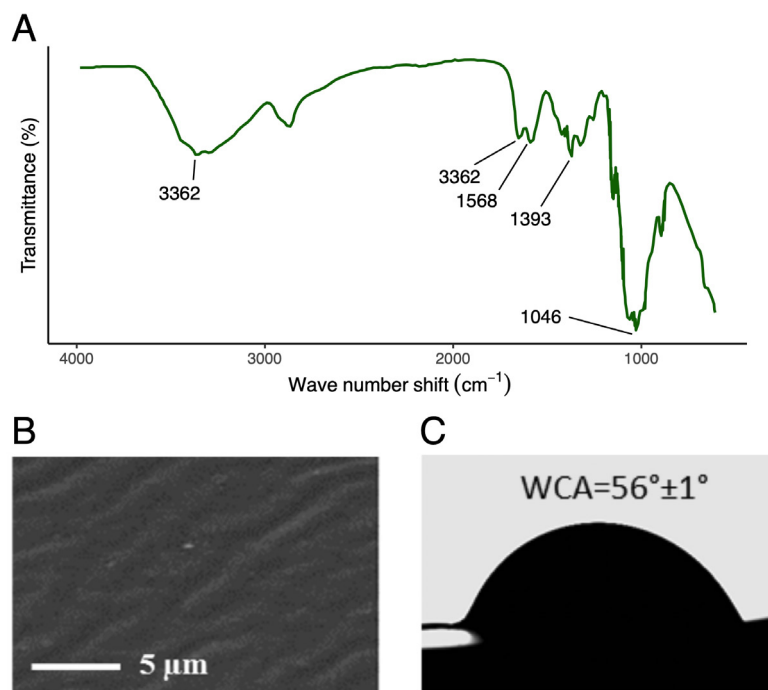 A
Transmittance (%)
3362
3362
1568
1393
1046
4000
3000
2000
1000
Wave number shift (cm⁻¹)
B
5 µm
C
WCA=56°±1°